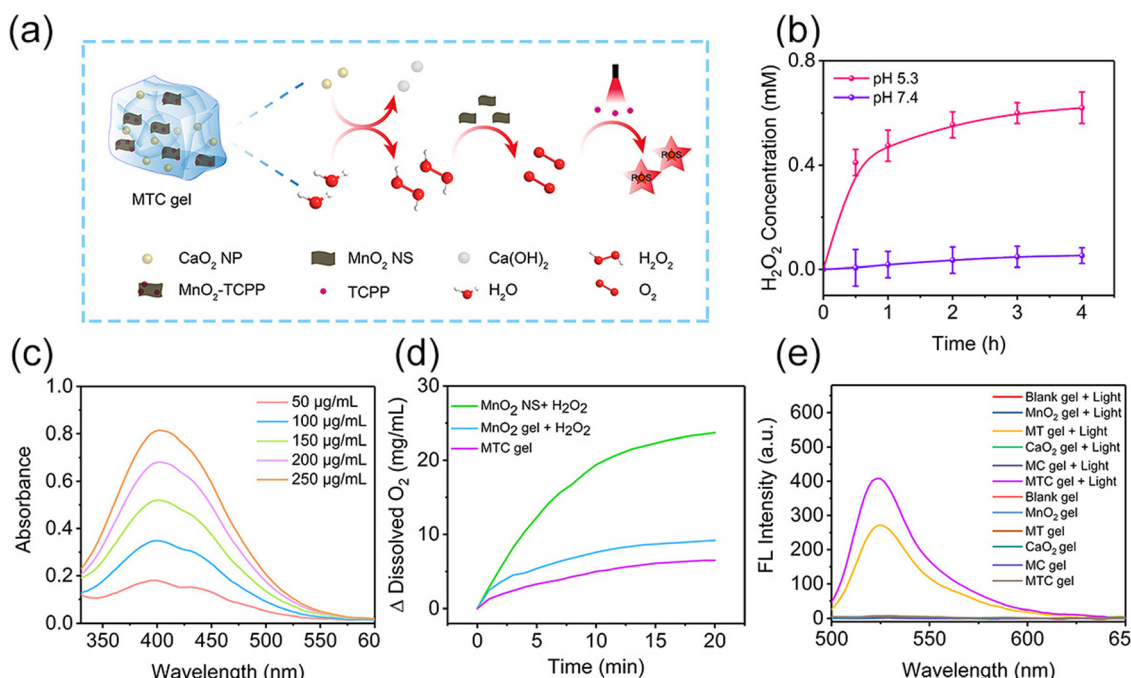 (a)
MTC gel
ROS
ROS
CaO₂ NP
MnO₂ NS
Ca(OH)₂
H₂O₂
MnO₂-TCPP
TCPP
H₂O
O₂
(b)
H₂O₂ Concentration (mM)
0.8
0.4
0.0
pH 5.3
pH 7.4
0 1 2 3 4
Time (h)
(c)
Absorbance
1.0
0.8
0.6
0.4
0.2
0.0
50 µg/mL
100 µg/mL
150 µg/mL
200 µg/mL
250 µg/mL
350 400 450 500 550 60
Wavelength (nm)
(d)
Δ Dissolved O₂ (mg/mL)
30
20
10
0
MnO₂ NS+ H₂O₂
MnO₂ gel + H₂O₂
MTC gel
0 5 10 15 20
Time (min)
(e)
FL Intensity (a.u.)
600
500
400
300
200
100
0
Blank gel + Light
MnO₂ gel + Light
MT gel + Light
CaO₂ gel + Light
MC gel + Light
MTC gel + Light
Blank gel
MnO₂ gel
MT gel
CaO₂ gel
MC gel
MTC gel
500 550 600 65
Wavelength (nm)